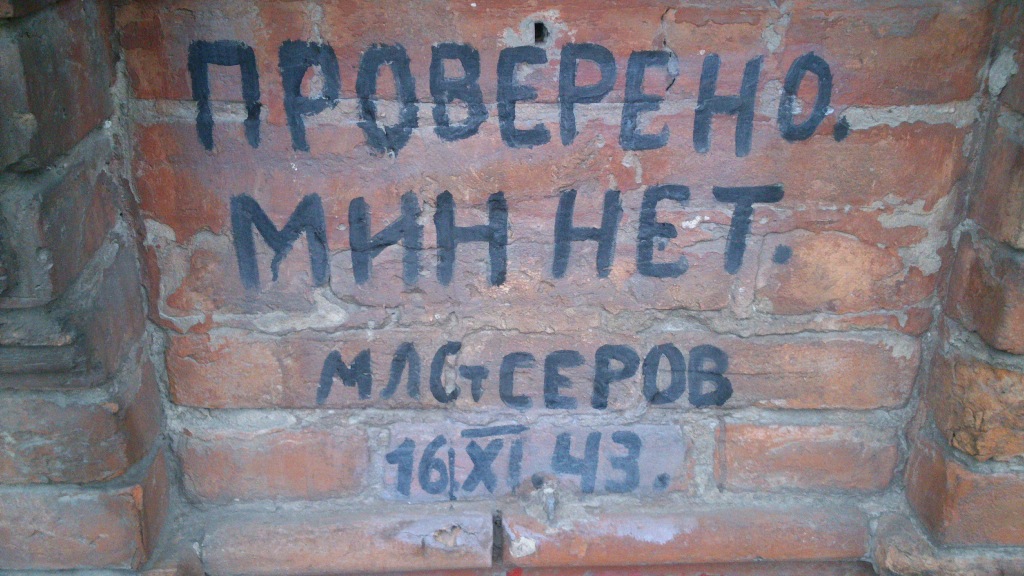 ПРОВЕРЕНО.
МИН НЕТ.
МЛ СТ СЕРОВ
16 XI. 43.